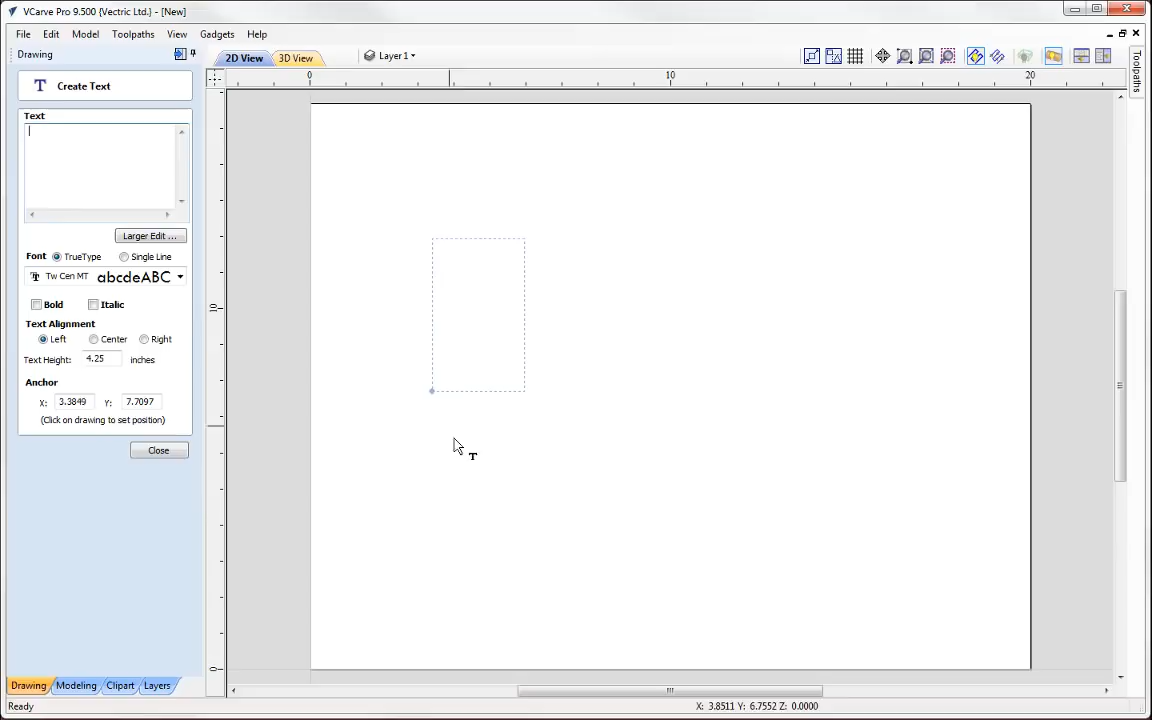 VCarve Pro 9.500 {Vectric Ltd.} - [New]
File Edit Model Toolpaths View Gadgets Help
Drawing
2D View 3D View Layer 1
T Create Text
0 10 20
Toolpaths
Text
Larger Edit ...
Font TrueType Single Line
Tw Cen MT abcdeABC
Bold Italic
10
Text Alignment
Left Center Right
Text Height: 4.25 inches
Anchor
X: 3.3849 Y: 7.7097
(Click on drawing to set position)
Close
T
0
Drawing Modeling Clipart Layers
Ready X: 3.8511 Y: 6.7552 Z: 0.0000